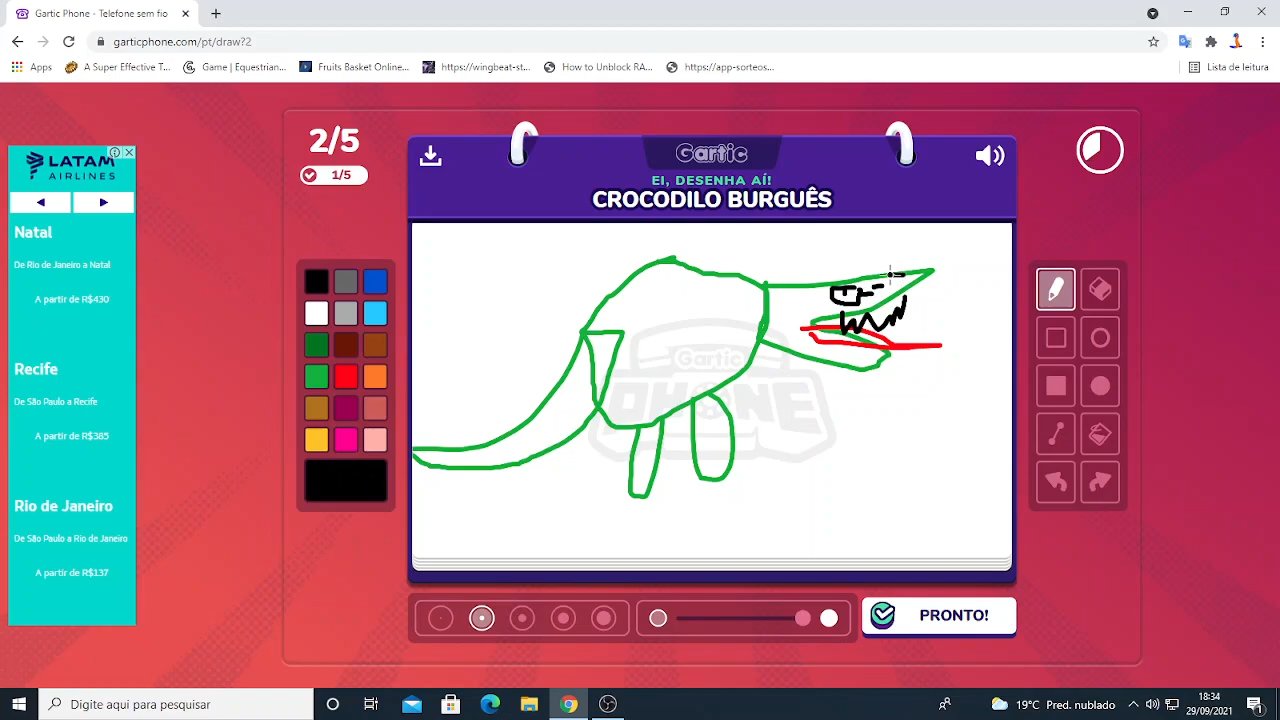 Gartic Phone - Telefone sem fio
garticphone.com/pt/draw?2
Apps
A Super Effective T...
Game | Equestrian...
Fruits Basket Onlin...
https://wingbeat-st...
How to Unblock RA...
https://app-sorteos...
Lista de leitura
LATAM
AIRLINES
Natal
De Rio de Janeiro a Natal
A partir de R$430
Recife
De São Paulo a Recife
A partir de R$385
Rio de Janeiro
De São Paulo a Rio de Janeiro
A partir de R$137
2/5
1/5
Gartic
EI, DESENHA AÍ!
CROCODILO BURGUÊS
Gartic
PHONE
PRONTO!
Digite aqui para pesquisar
19°C Pred. nublado
18:34
29/09/2021
1